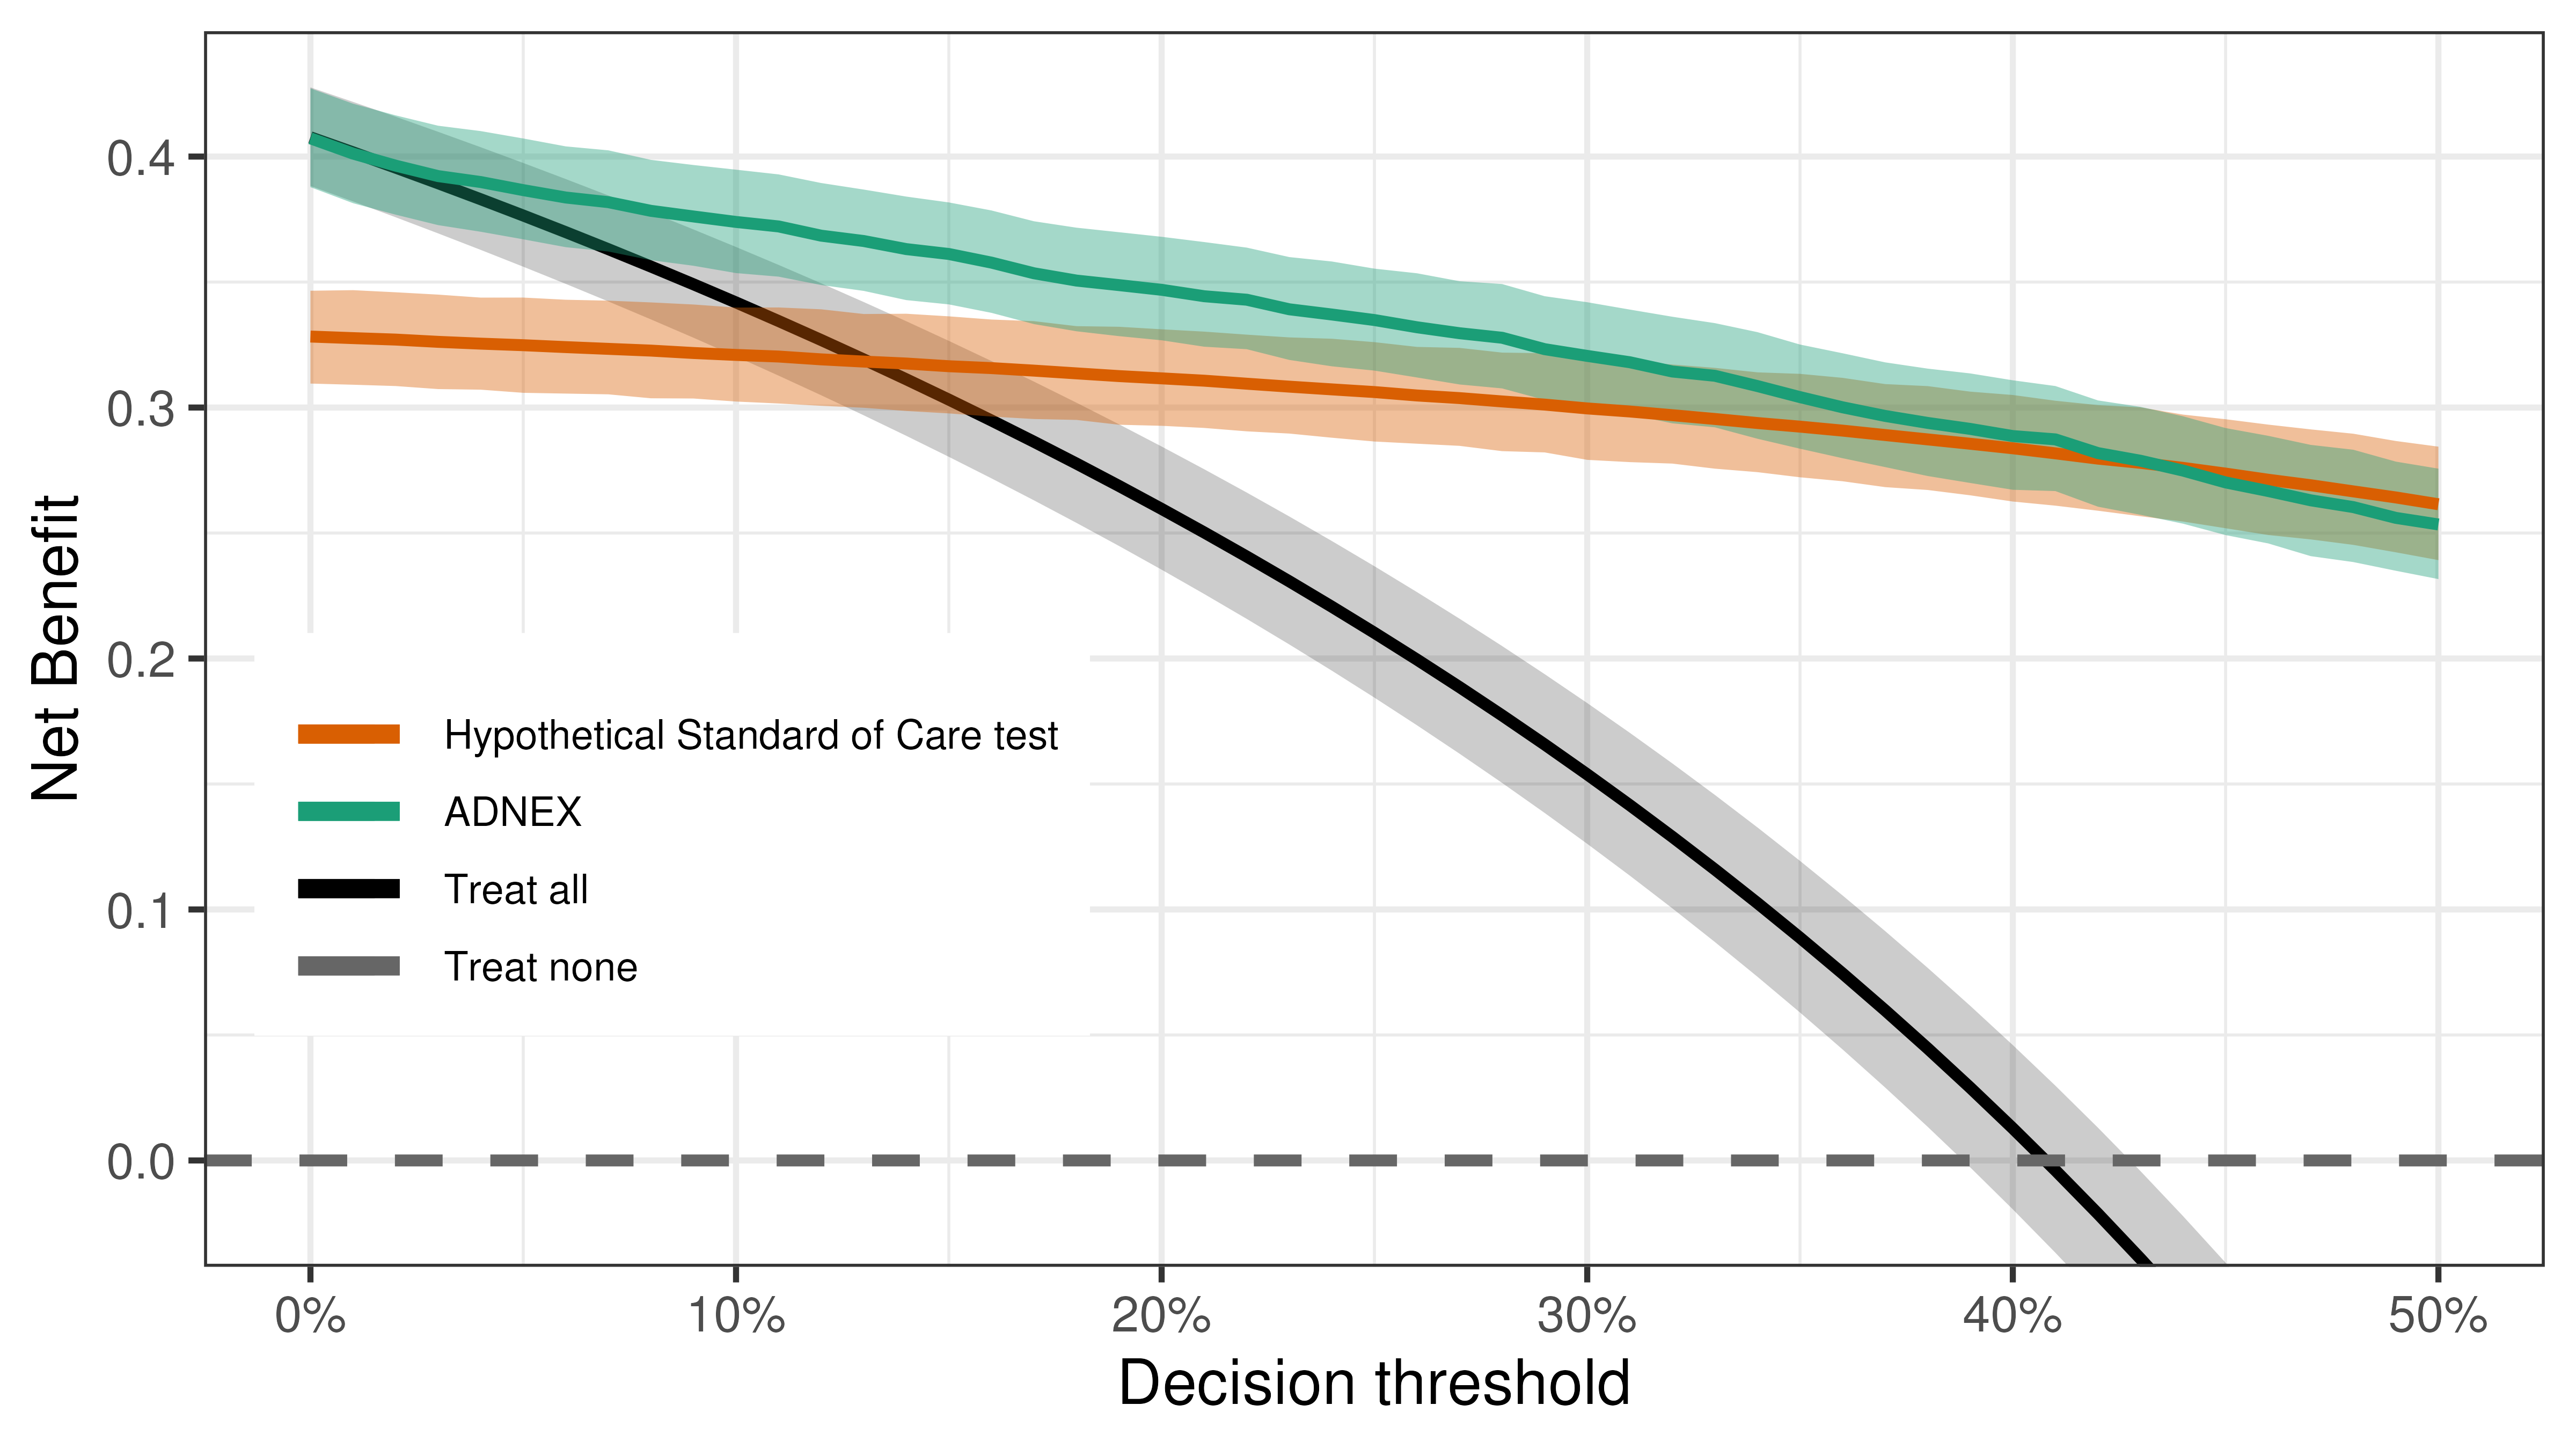 Net Benefit
0.4
0.3
0.2
0.1
0.0
Hypothetical Standard of Care test
ADNEX
Treat all
Treat none
0%
10%
20%
30%
40%
50%
Decision threshold